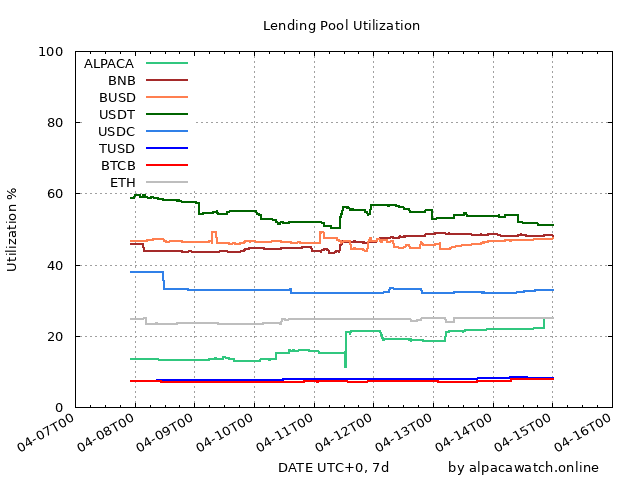 Lending Pool Utilization
100
80
60
40
20
0
Utilization %
ALPACA
BNB
BUSD
USDT
USDC
TUSD
BTCB
ETH
04-07T00
04-08T00
04-09T00
04-10T00
04-11T00
04-12T00
04-13T00
04-14T00
04-15T00
04-16T00
DATE UTC+0, 7d
by alpacawatch.online